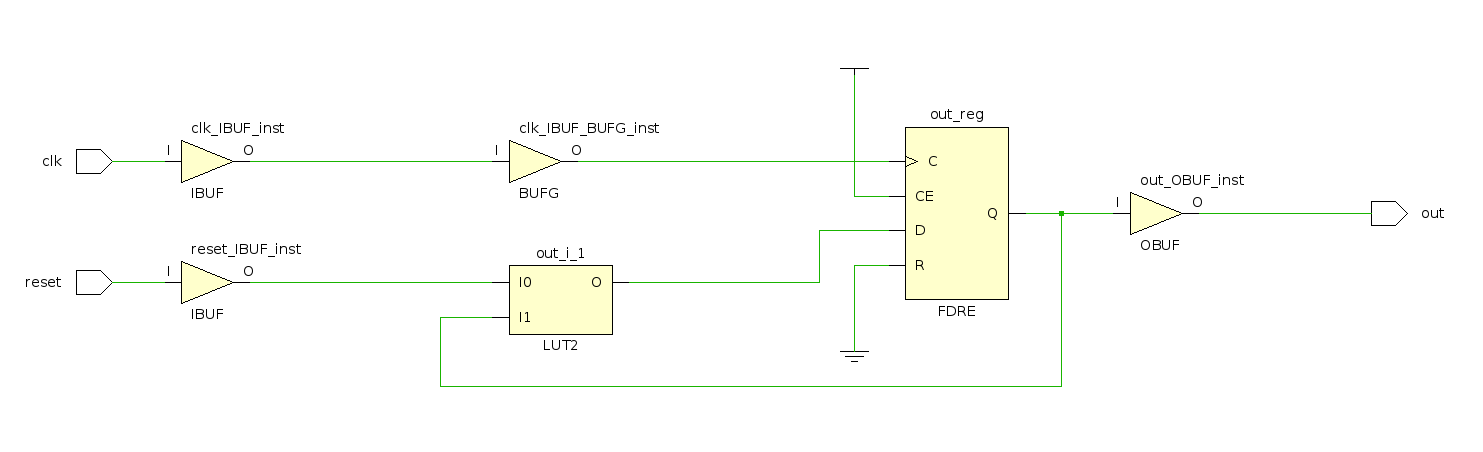 out_reg
clk_IBUF_inst
clk_IBUF_BUFG_inst
clk
I
O
I
O
C
IBUF
BUFG
CE
out_OBUF_inst
I
O
Q
out
D
OBUF
reset_IBUF_inst
out_i_1
I
O
R
reset
I0
O
IBUF
I1
FDRE
LUT2